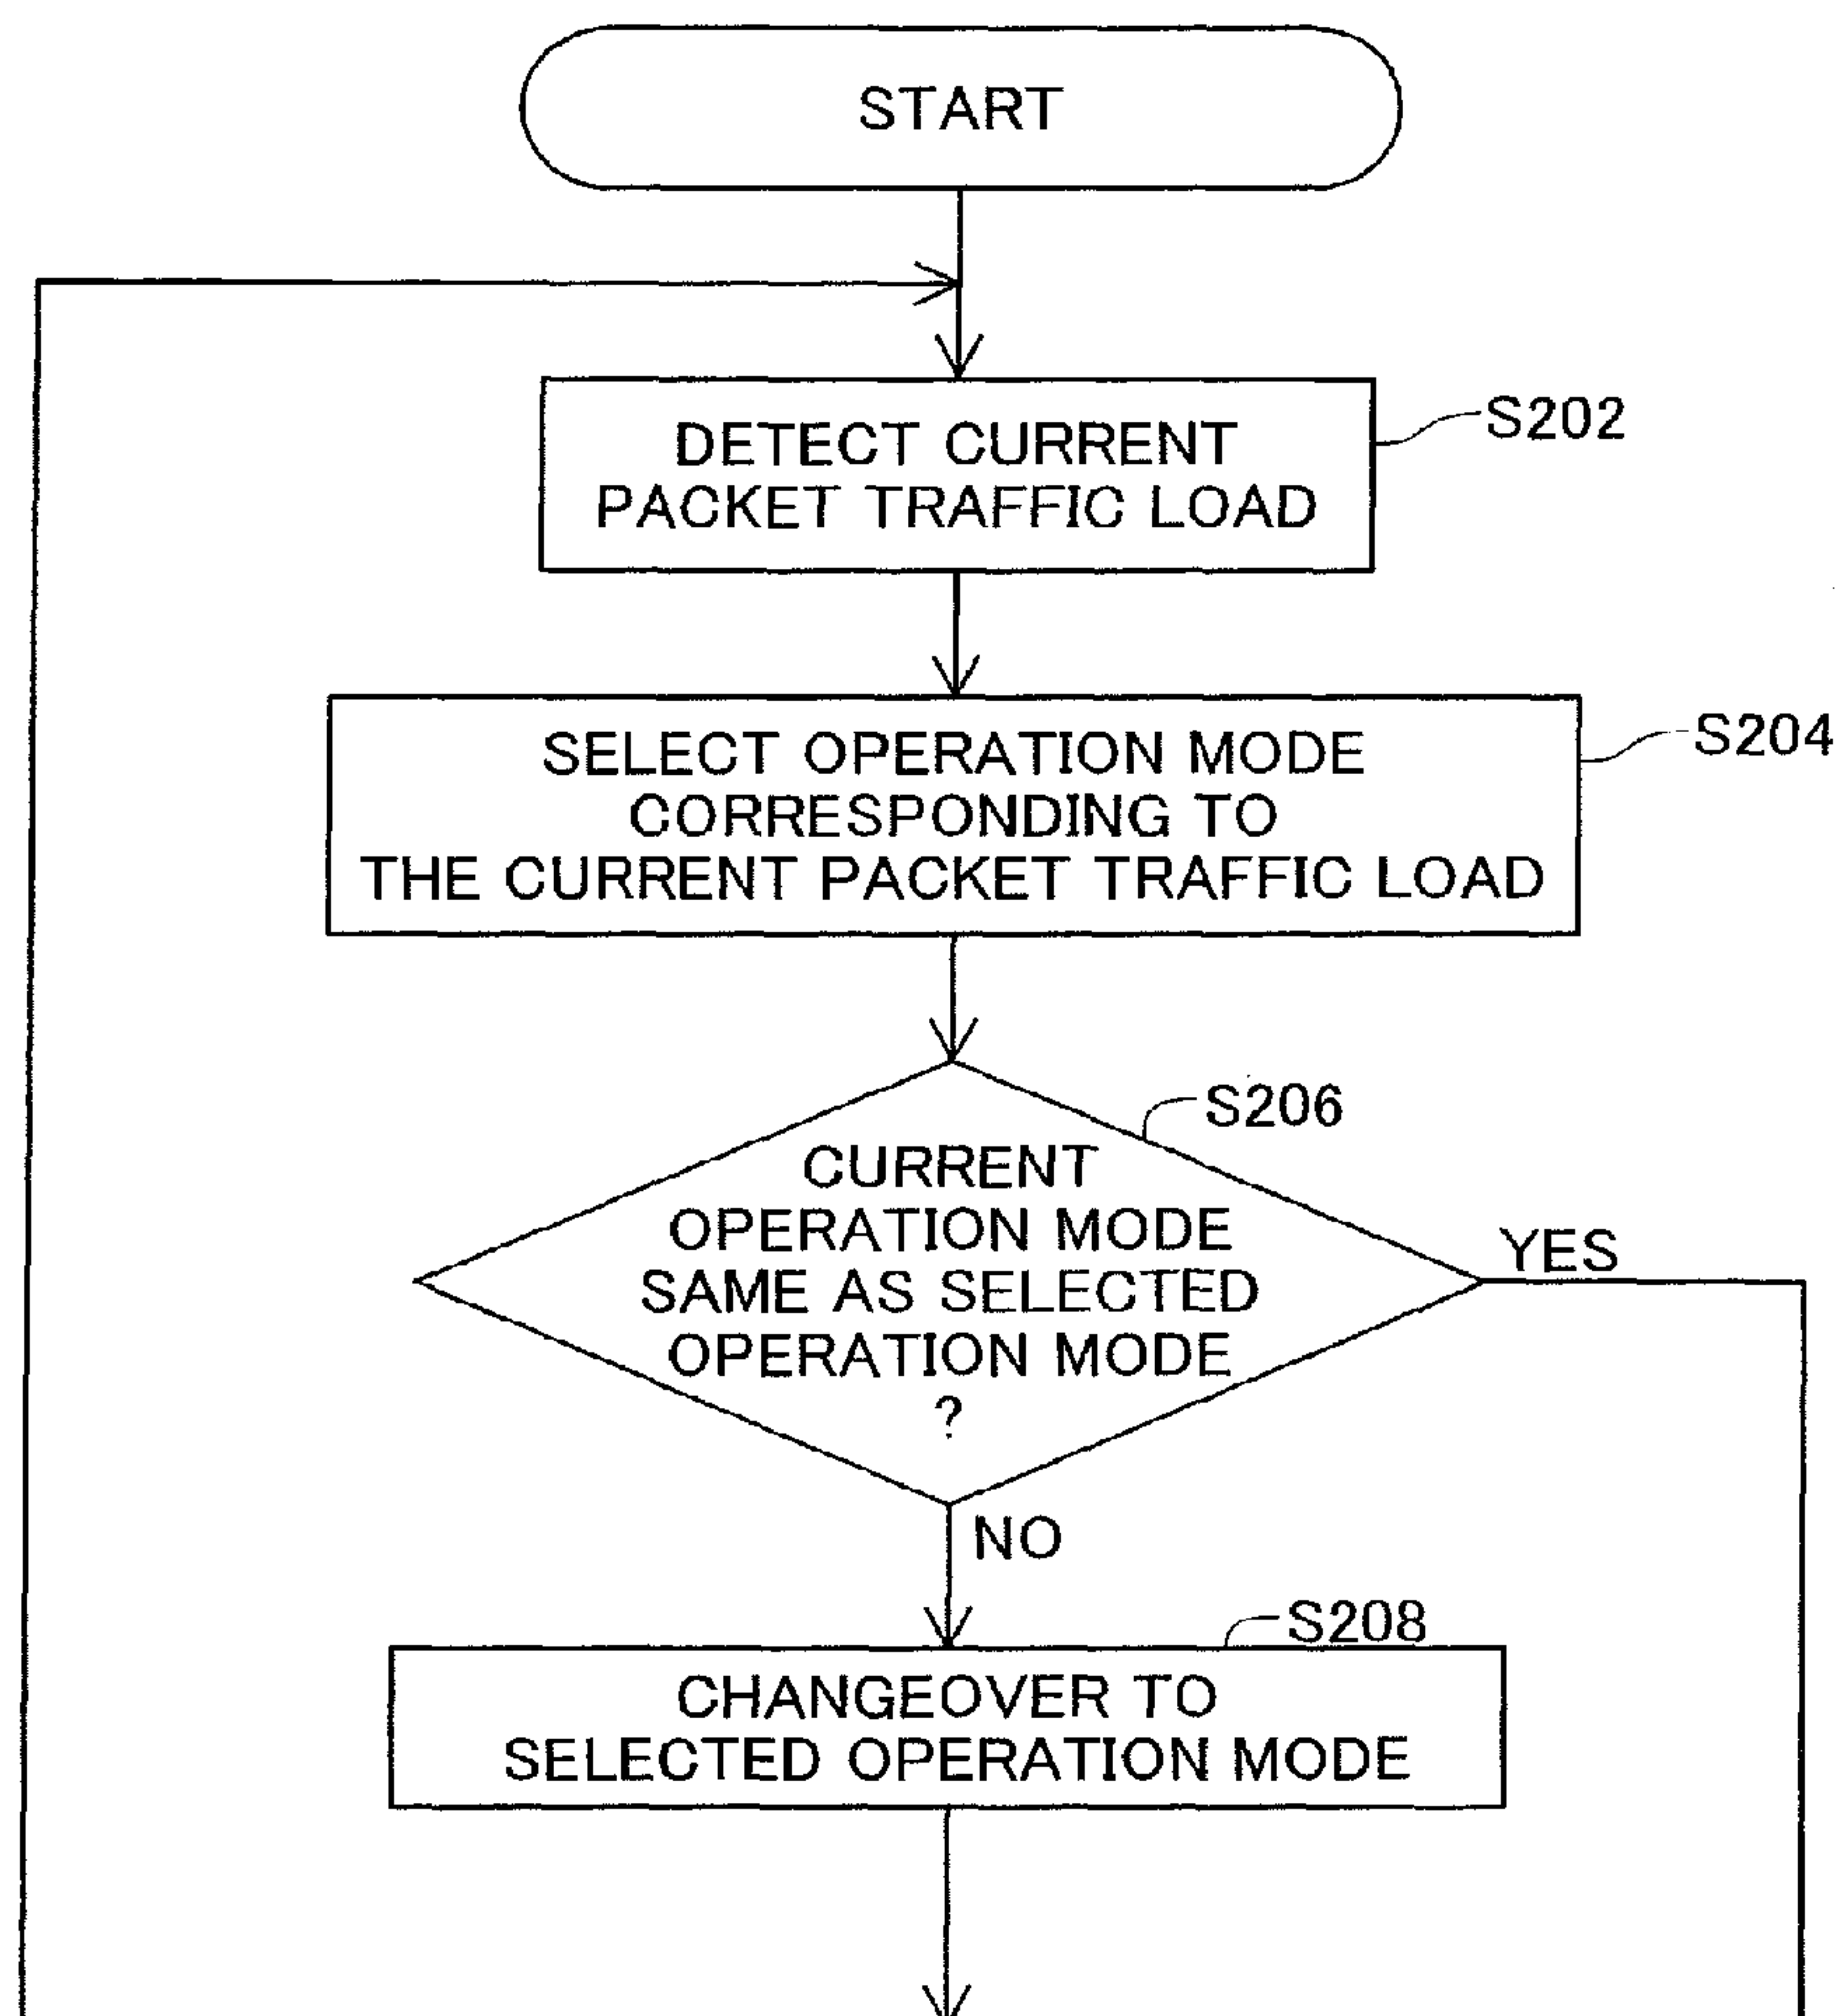 START
S202
DETECT CURRENT
PACKET TRAFFIC LOAD
S204
SELECT OPERATION MODE
CORRESPONDING TO
THE CURRENT PACKET TRAFFIC LOAD
S206
CURRENT
OPERATION MODE
SAME AS SELECTED
OPERATION MODE
?
YES
NO
S208
CHANGEOVER TO
SELECTED OPERATION MODE